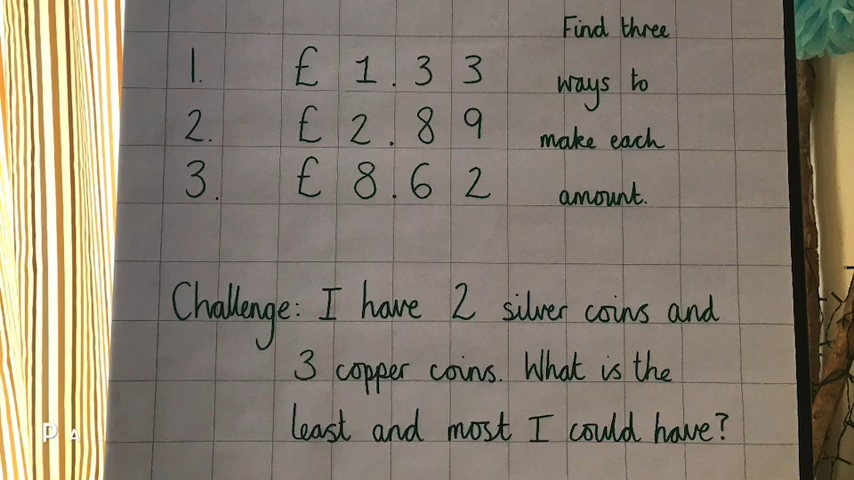 Find three
1. £1.33 ways to
2. £2.89 make each
3. £8.62 amount.
Challenge: I have 2 silver coins and
3 copper coins. What is the
least and most I could have?
P A